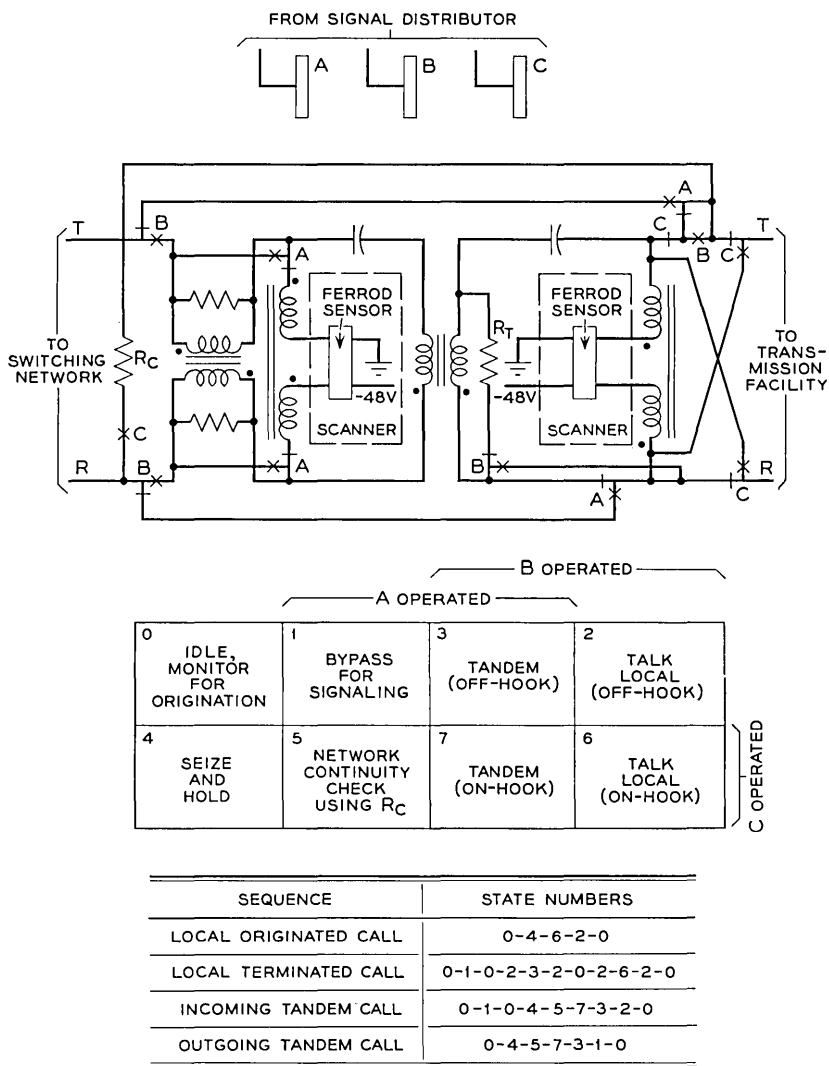 FROM SIGNAL DISTRIBUTOR
A
B
C
T
B
A
A
C
B
C
T
FERROD
SENSOR
FERROD
SENSOR
TO
SWITCHING
NETWORK
RC
RT
TO
TRANS-
MISSION
FACILITY
-48V
-48V
SCANNER
SCANNER
C
R
B
A
B
A
C
R
B OPERATED
A OPERATED
0
IDLE,
MONITOR
FOR
ORIGINATION
1
BYPASS
FOR
SIGNALING
3
TANDEM
(OFF-HOOK)
2
TALK
LOCAL
(OFF-HOOK)
4
SEIZE
AND
HOLD
5
NETWORK
CONTINUITY
CHECK
USING RC
7
TANDEM
(ON-HOOK)
6
TALK
LOCAL
(ON-HOOK)
C OPERATED
SEQUENCE STATE NUMBERS
LOCAL ORIGINATED CALL 0-4-6-2-0
LOCAL TERMINATED CALL 0-1-0-2-3-2-0-2-6-2-0
INCOMING TANDEM CALL 0-1-0-4-5-7-3-2-0
OUTGOING TANDEM CALL 0-4-5-7-3-1-0